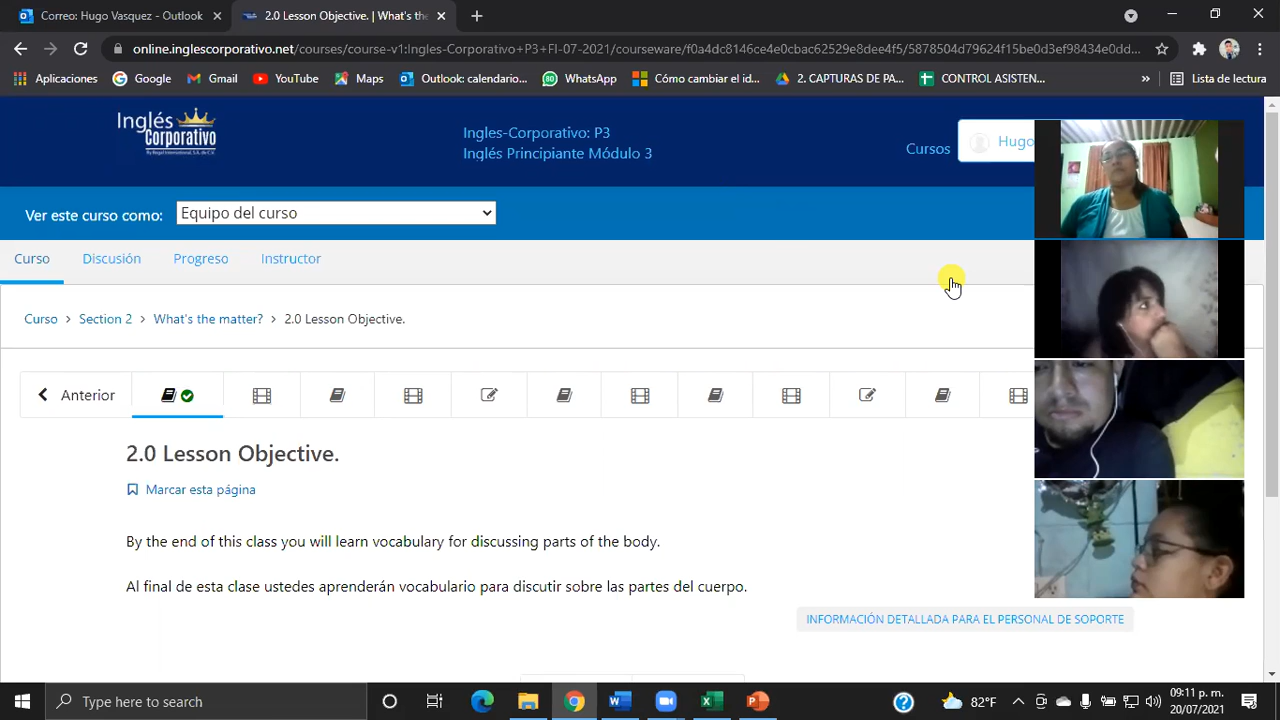 Correo: Hugo Vasquez - Outlook
2.0 Lesson Objective. | What's the
online.inglescorporativo.net/courses/course-v1:Ingles-Corporativo+P3+FI-07-2021/courseware/f0a4dc8146ce4e0cbac62529e8dee4f5/5878504d79624f15be0d3ef98434e0dd...
Aplicaciones
Google
Gmail
YouTube
Maps
Outlook: calendario...
WhatsApp
Cómo cambiar el id...
2. CAPTURAS DE PA...
CONTROL ASISTEN...
Lista de lectura
Inglés
Corporativo
Ingles-Corporativo: P3
Inglés Principiante Módulo 3
Cursos
Hugo
Ver este curso como:
Equipo del curso
Curso
Discusión
Progreso
Instructor
Curso > Section 2 > What's the matter? > 2.0 Lesson Objective.
Anterior
2.0 Lesson Objective.
Marcar esta página
By the end of this class you will learn vocabulary for discussing parts of the body.
Al final de esta clase ustedes aprenderán vocabulario para discutir sobre las partes del cuerpo.
INFORMACIÓN DETALLADA PARA EL PERSONAL DE SOPORTE
Type here to search
82°F
09:11 p. m.
20/07/2021